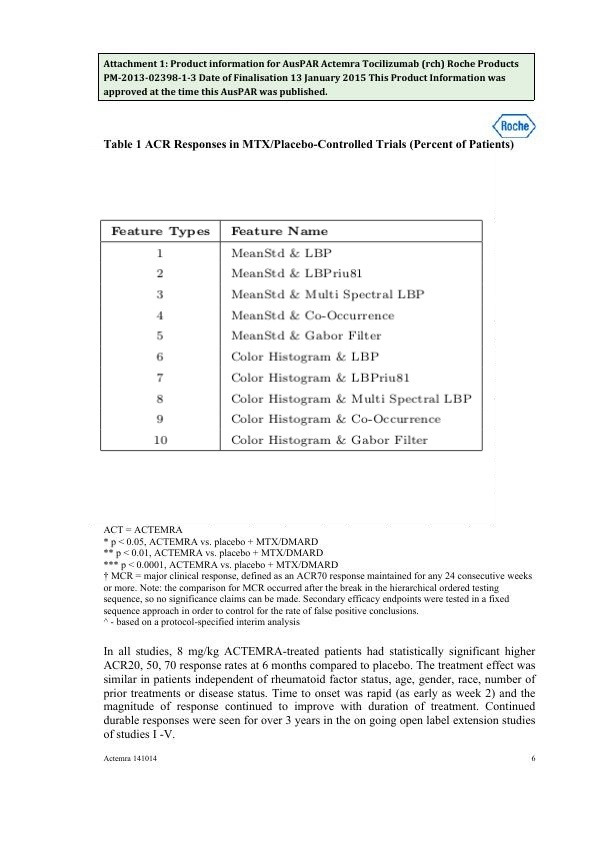 Attachment 1: Product information for AusPAR Actemra Tocilizumab (rch) Roche Products
PM-2013-02398-1-3 Date of Finalisation 13 January 2015 This Product Information was
approved at the time this AusPAR was published.
Roche
Table 1 ACR Responses in MTX/Placebo-Controlled Trials (Percent of Patients)
Feature Types Feature Name
1 MeanStd & LBP
2 MeanStd & LBPriu81
3 MeanStd & Multi Spectral LBP
4 MeanStd & Co-Occurrence
5 MeanStd & Gabor Filter
6 Color Histogram & LBP
7 Color Histogram & LBPriu81
8 Color Histogram & Multi Spectral LBP
9 Color Histogram & Co-Occurrence
10 Color Histogram & Gabor Filter
ACT = ACTEMRA
* p < 0.05, ACTEMRA vs. placebo + MTX/DMARD
** p < 0.01, ACTEMRA vs. placebo + MTX/DMARD
*** p < 0.0001, ACTEMRA vs. placebo + MTX/DMARD
† MCR = major clinical response, defined as an ACR70 response maintained for any 24 consecutive weeks
or more. Note: the comparison for MCR occurred after the break in the hierarchical ordered testing
sequence, so no significance claims can be made. Secondary efficacy endpoints were tested in a fixed
sequence approach in order to control for the rate of false positive conclusions.
^ - based on a protocol-specified interim analysis
In all studies, 8 mg/kg ACTEMRA-treated patients had statistically significant higher
ACR20, 50, 70 response rates at 6 months compared to placebo. The treatment effect was
similar in patients independent of rheumatoid factor status, age, gender, race, number of
prior treatments or disease status. Time to onset was rapid (as early as week 2) and the
magnitude of response continued to improve with duration of treatment. Continued
durable responses were seen for over 3 years in the on going open label extension studies
of studies I -V.
Actemra 141014 6